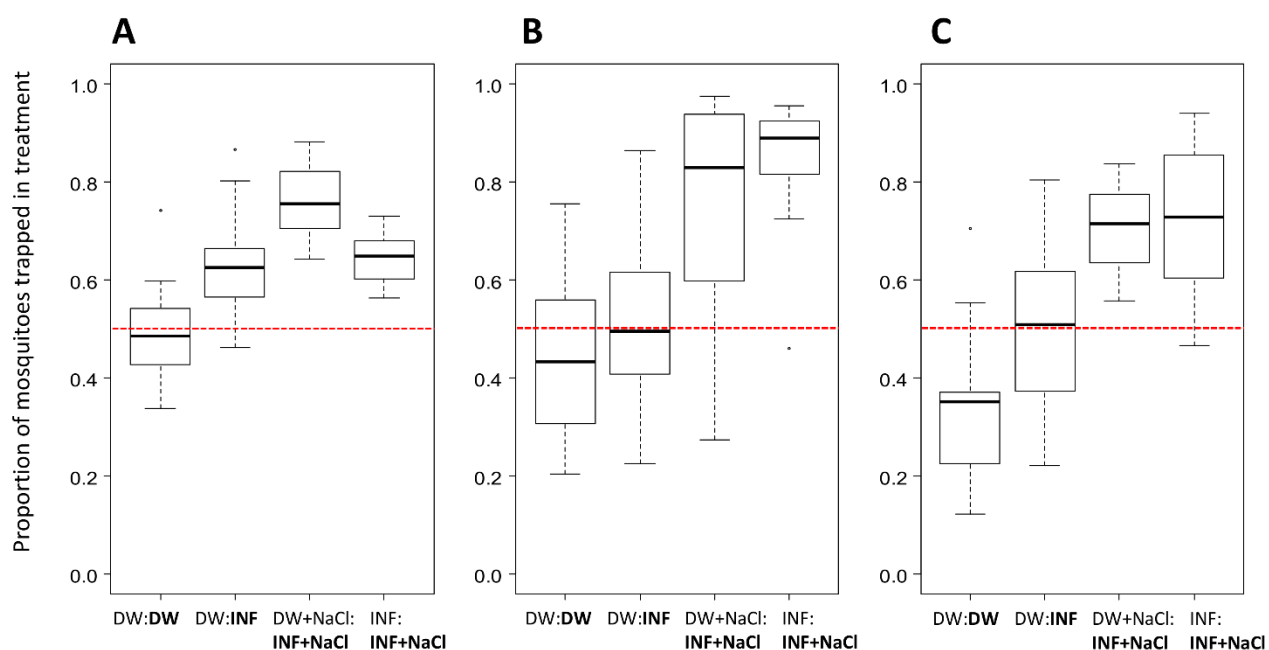 A
B
C
Proportion of mosquitoes trapped in treatment
1.0
0.8
0.6
0.4
0.2
0.0
DW:DW
DW:INF
DW+NaCl:
INF+NaCl
INF:
INF+NaCl
1.0
0.8
0.6
0.4
0.2
0.0
DW:DW
DW:INF
DW+NaCl:
INF+NaCl
INF:
INF+NaCl
1.0
0.8
0.6
0.4
0.2
0.0
DW:DW
DW:INF
DW+NaCl:
INF+NaCl
INF:
INF+NaCl